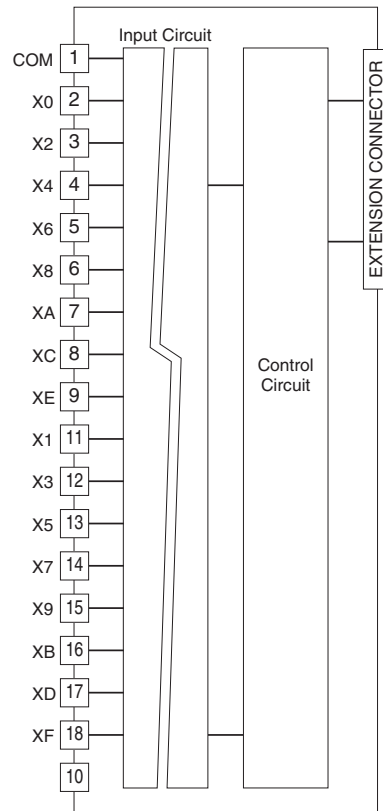 Input Circuit
COM 1
X0 2
X2 3
X4 4
X6 5
X8 6
XA 7
XC 8
XE 9
X1 11
X3 12
X5 13
X7 14
X9 15
XB 16
XD 17
XF 18
10
Control
Circuit
EXTENSION CONNECTOR